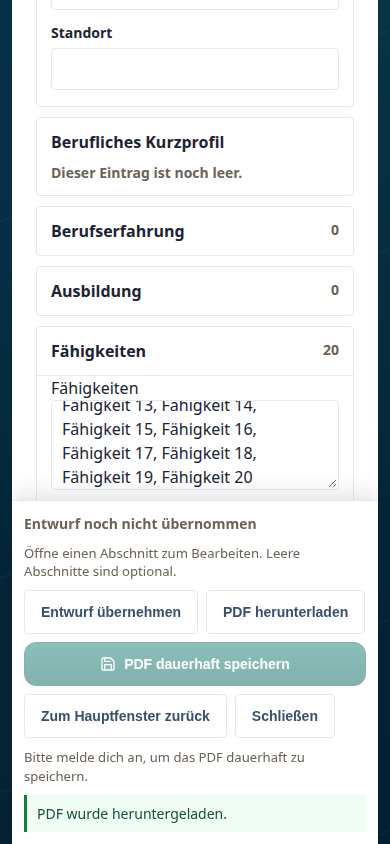 Standort
Berufliches Kurzprofil
Dieser Eintrag ist noch leer.
Berufserfahrung 0
Ausbildung 0
Fähigkeiten 20
Fähigkeiten
Fähigkeit 13, Fähigkeit 14,
Fähigkeit 15, Fähigkeit 16,
Fähigkeit 17, Fähigkeit 18,
Fähigkeit 19, Fähigkeit 20
Entwurf noch nicht übernommen
Öffne einen Abschnitt zum Bearbeiten. Leere
Abschnitte sind optional.
Entwurf übernehmen PDF herunterladen
PDF dauerhaft speichern
Zum Hauptfenster zurück Schließen
Bitte melde dich an, um das PDF dauerhaft zu
speichern.
PDF wurde heruntergeladen.